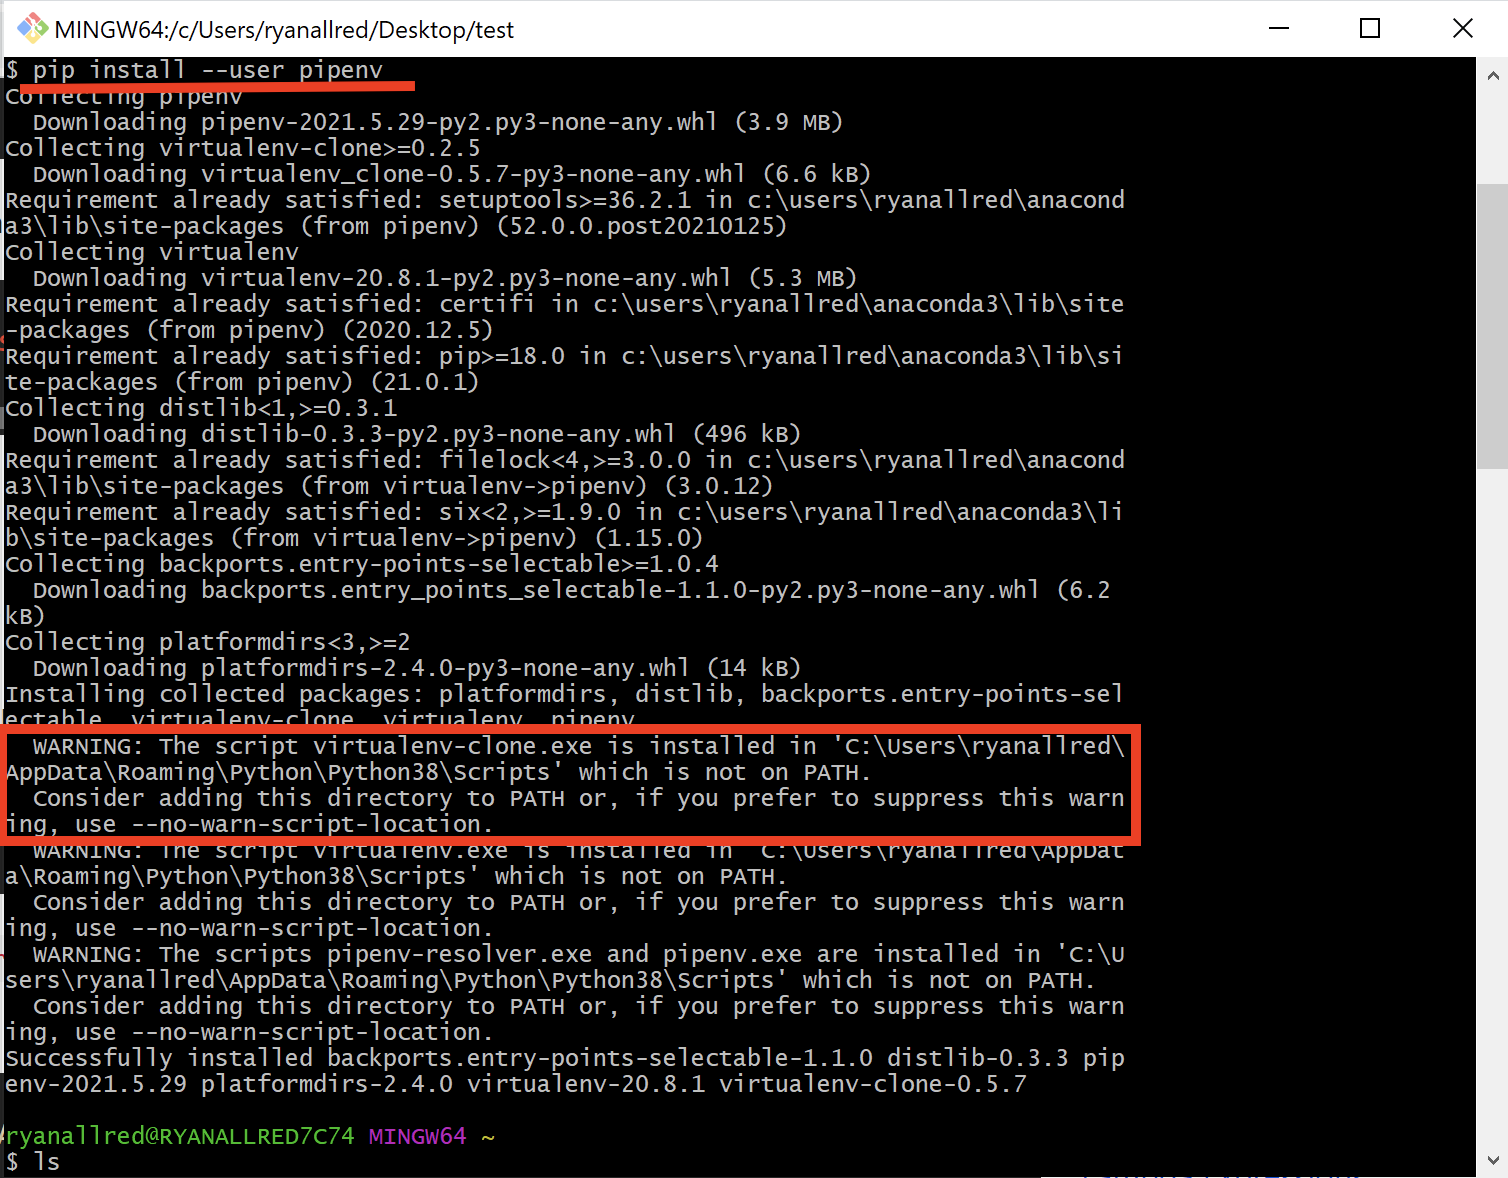 MINGW64:/c/Users/ryanallred/Desktop/test
$ pip install --user pipenv
Collecting pipenv
Downloading pipenv-2021.5.29-py2.py3-none-any.whl (3.9 MB)
Collecting virtualenv-clone>=0.2.5
Downloading virtualenv_clone-0.5.7-py3-none-any.whl (6.6 kB)
Requirement already satisfied: setuptools>=36.2.1 in c:\users\ryanallred\anacond
a3\lib\site-packages (from pipenv) (52.0.0.post20210125)
Collecting virtualenv
Downloading virtualenv-20.8.1-py2.py3-none-any.whl (5.3 MB)
Requirement already satisfied: certifi in c:\users\ryanallred\anaconda3\lib\site
-packages (from pipenv) (2020.12.5)
Requirement already satisfied: pip>=18.0 in c:\users\ryanallred\anaconda3\lib\si
te-packages (from pipenv) (21.0.1)
Collecting distlib<1,>=0.3.1
Downloading distlib-0.3.3-py2.py3-none-any.whl (496 kB)
Requirement already satisfied: filelock<4,>=3.0.0 in c:\users\ryanallred\anacond
a3\lib\site-packages (from virtualenv->pipenv) (3.0.12)
Requirement already satisfied: six<2,>=1.9.0 in c:\users\ryanallred\anaconda3\li
b\site-packages (from virtualenv->pipenv) (1.15.0)
Collecting backports.entry-points-selectable>=1.0.4
Downloading backports.entry_points_selectable-1.1.0-py2.py3-none-any.whl (6.2
kB)
Collecting platformdirs<3,>=2
Downloading platformdirs-2.4.0-py3-none-any.whl (14 kB)
Installing collected packages: platformdirs, distlib, backports.entry-points-sel
ectable, virtualenv-clone, virtualenv, pipenv
WARNING: The script virtualenv-clone.exe is installed in 'C:\Users\ryanallred\
AppData\Roaming\Python\Python38\Scripts' which is not on PATH.
Consider adding this directory to PATH or, if you prefer to suppress this warn
ing, use --no-warn-script-location.
WARNING: The script virtualenv.exe is installed in 'C:\Users\ryanallred\AppDat
a\Roaming\Python\Python38\Scripts' which is not on PATH.
Consider adding this directory to PATH or, if you prefer to suppress this warn
ing, use --no-warn-script-location.
WARNING: The scripts pipenv-resolver.exe and pipenv.exe are installed in 'C:\U
sers\ryanallred\AppData\Roaming\Python\Python38\Scripts' which is not on PATH.
Consider adding this directory to PATH or, if you prefer to suppress this warn
ing, use --no-warn-script-location.
Successfully installed backports.entry-points-selectable-1.1.0 distlib-0.3.3 pip
env-2021.5.29 platformdirs-2.4.0 virtualenv-20.8.1 virtualenv-clone-0.5.7
ryanallred@RYANALLRED7C74 MINGW64 ~
$ ls